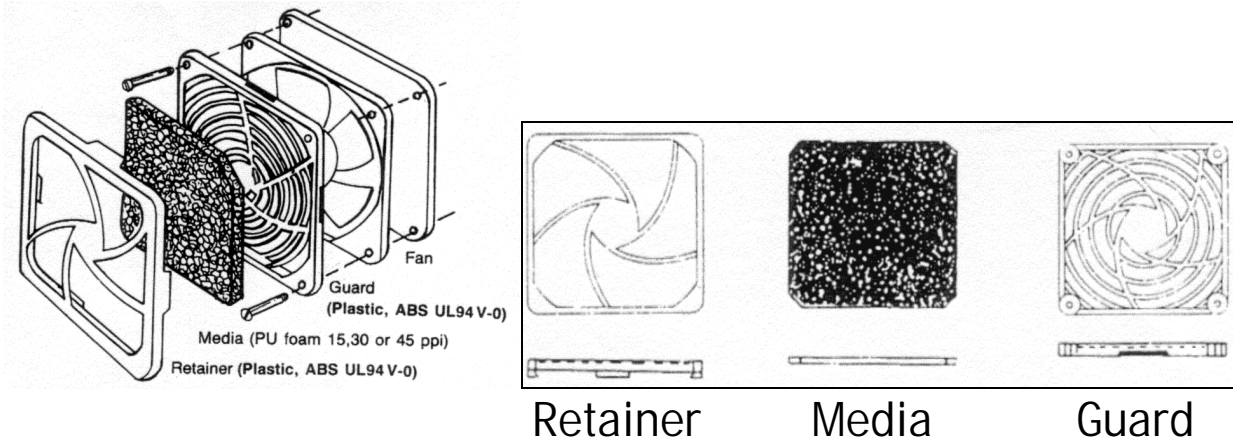 Fan
Guard
(Plastic, ABS UL94 V-0)
Media (PU foam 15,30 or 45 ppi)
Retainer (Plastic, ABS UL94 V-0)
Retainer Media Guard